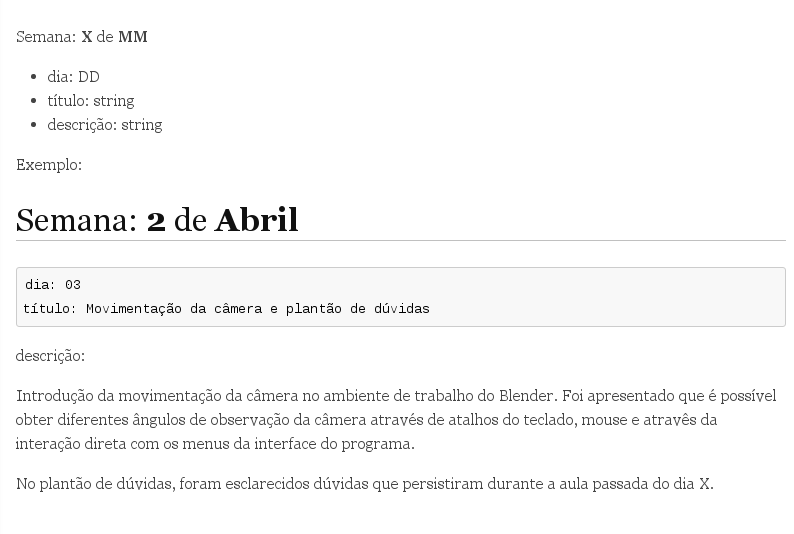 Semana: X de MM
dia: DD
título: string
descrição: string
Exemplo:
Semana: 2 de Abril
dia: 03
título: Movimentação da câmera e plantão de dúvidas
descrição:
Introdução da movimentação da câmera no ambiente de trabalho do Blender. Foi apresentado que é possível
obter diferentes ângulos de observação da câmera através de atalhos do teclado, mouse e atravês da
interação direta com os menus da interface do programa.
No plantão de dúvidas, foram esclarecidos dúvidas que persistiram durante a aula passada do dia X.